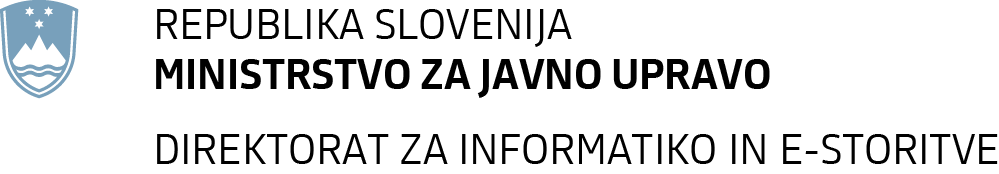 REPUBLIKA SLOVENIJA
MINISTRSTVO ZA JAVNO UPRAVO
DIREKTORAT ZA INFORMATIKO IN E-STORITVE